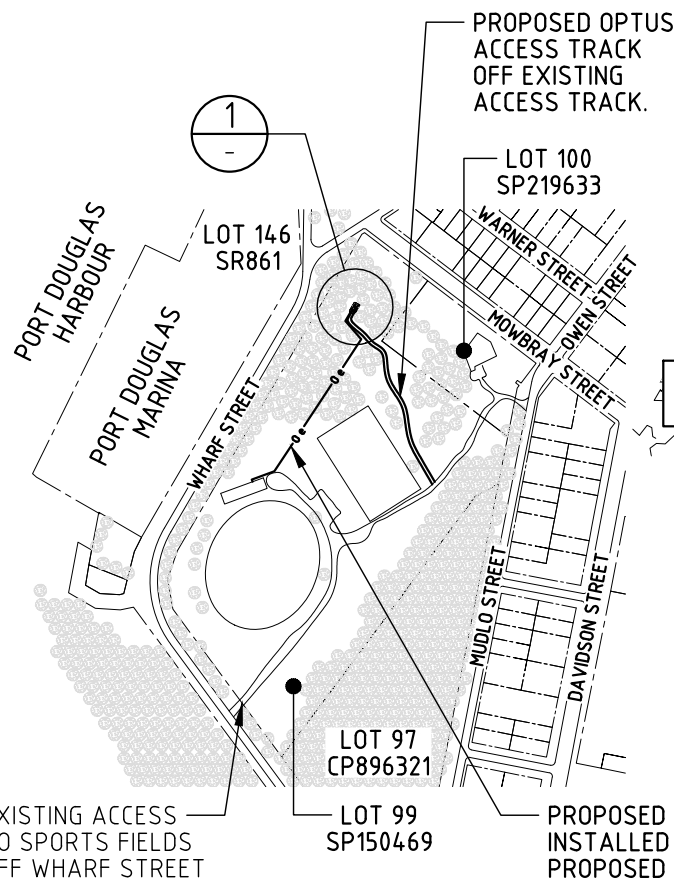 PROPOSED OPTUS
ACCESS TRACK
OFF EXISTING
ACCESS TRACK.
1
-
LOT 100
SP219633
LOT 146
SR861
PORT DOUGLAS
HARBOUR
PORT DOUGLAS
MARINA
WARNER STREET
OWEN STREET
MOWBRAY STREET
WHARF STREET
O e
O e
MUDLO STREET
DAVIDSON STREET
LOT 97
CP896321
LOT 99
SP150469
XISTING ACCESS
O SPORTS FIELDS
FF WHARF STREET
PROPOSED
INSTALLED
PROPOSED